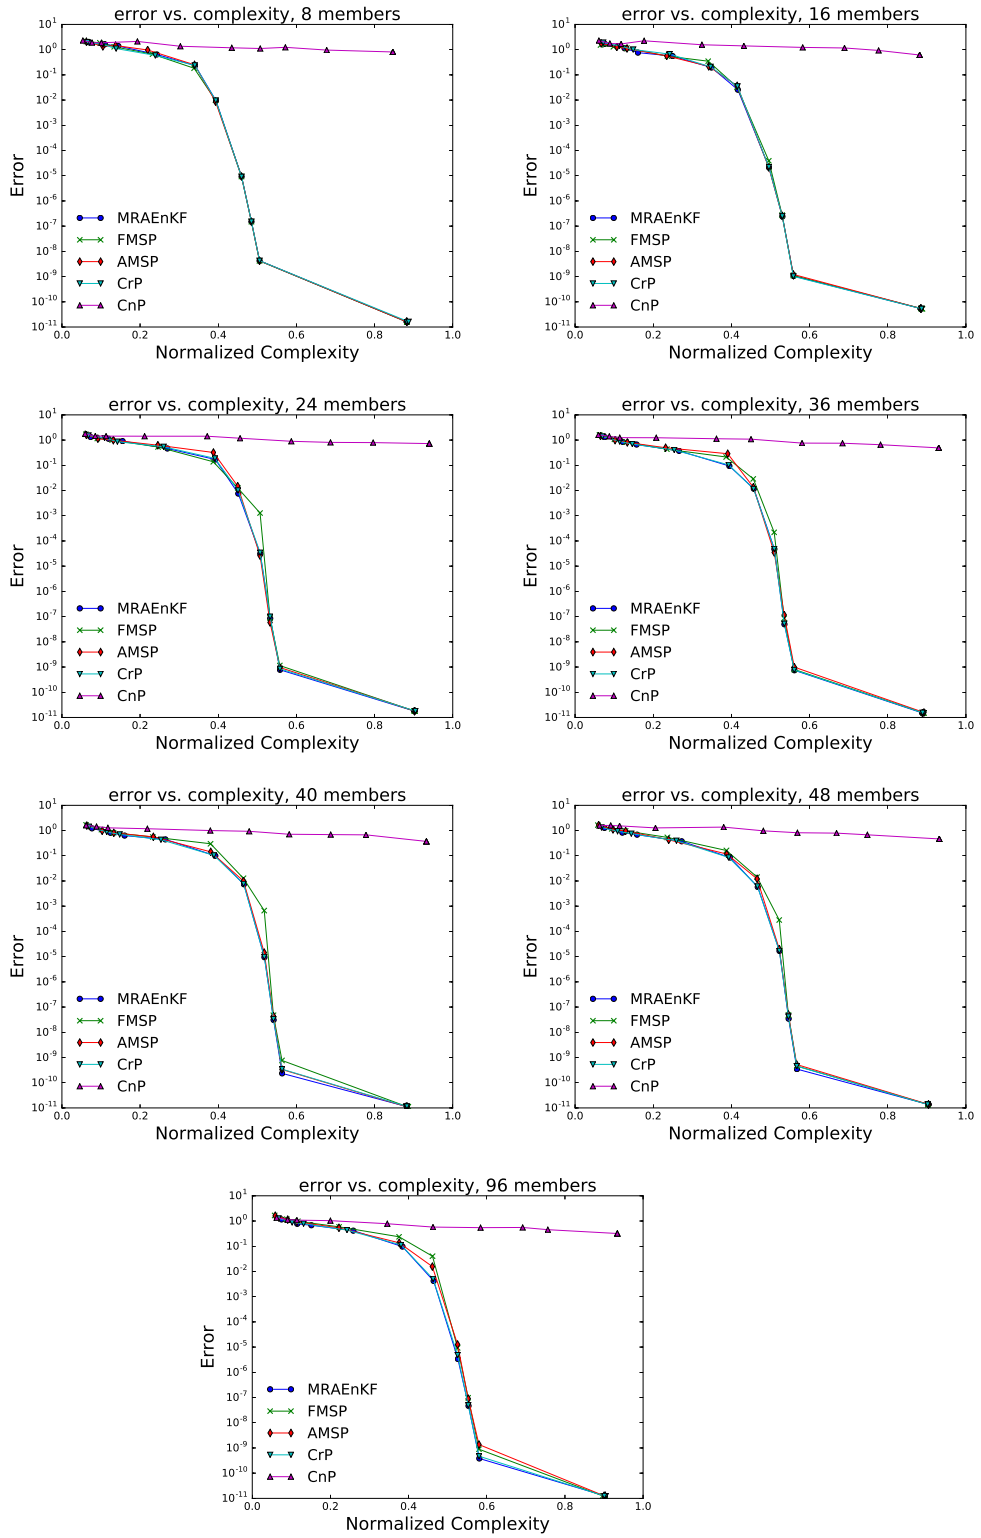 error vs. complexity, 8 members
10^1
10^0
10^-1
10^-2
10^-3
10^-4
10^-5
10^-6
10^-7
10^-8
10^-9
10^-10
10^-11
Error
MRAEnKF
FMSP
AMSP
CrP
CnP
0.0 0.2 0.4 0.6 0.8 1.0
Normalized Complexity
error vs. complexity, 16 members
10^1
10^0
10^-1
10^-2
10^-3
10^-4
10^-5
10^-6
10^-7
10^-8
10^-9
10^-10
10^-11
Error
MRAEnKF
FMSP
AMSP
CrP
CnP
0.0 0.2 0.4 0.6 0.8 1.0
Normalized Complexity
error vs. complexity, 24 members
10^1
10^0
10^-1
10^-2
10^-3
10^-4
10^-5
10^-6
10^-7
10^-8
10^-9
10^-10
10^-11
Error
MRAEnKF
FMSP
AMSP
CrP
CnP
0.0 0.2 0.4 0.6 0.8 1.0
Normalized Complexity
error vs. complexity, 36 members
10^1
10^0
10^-1
10^-2
10^-3
10^-4
10^-5
10^-6
10^-7
10^-8
10^-9
10^-10
10^-11
Error
MRAEnKF
FMSP
AMSP
CrP
CnP
0.0 0.2 0.4 0.6 0.8 1.0
Normalized Complexity
error vs. complexity, 40 members
10^1
10^0
10^-1
10^-2
10^-3
10^-4
10^-5
10^-6
10^-7
10^-8
10^-9
10^-10
10^-11
Error
MRAEnKF
FMSP
AMSP
CrP
CnP
0.0 0.2 0.4 0.6 0.8 1.0
Normalized Complexity
error vs. complexity, 48 members
10^1
10^0
10^-1
10^-2
10^-3
10^-4
10^-5
10^-6
10^-7
10^-8
10^-9
10^-10
10^-11
Error
MRAEnKF
FMSP
AMSP
CrP
CnP
0.0 0.2 0.4 0.6 0.8 1.0
Normalized Complexity
error vs. complexity, 96 members
10^1
10^0
10^-1
10^-2
10^-3
10^-4
10^-5
10^-6
10^-7
10^-8
10^-9
10^-10
10^-11
Error
MRAEnKF
FMSP
AMSP
CrP
CnP
0.0 0.2 0.4 0.6 0.8 1.0
Normalized Complexity